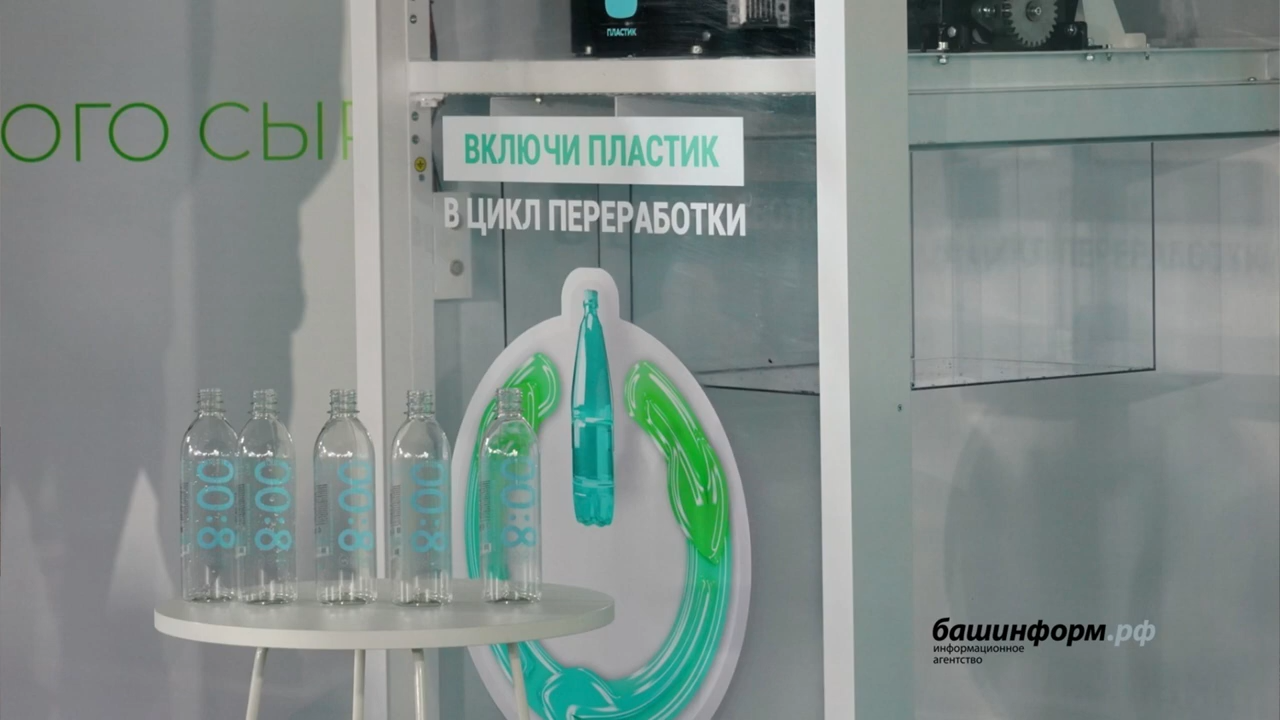 ПЛАСТИК
ОГО СЫР
ВКЛЮЧИ ПЛАСТИК
В ЦИКЛ ПЕРЕРАБОТКИ
8:00
8:00
8:00
8:00
8:00
башинформ.рф
информационное
агентство